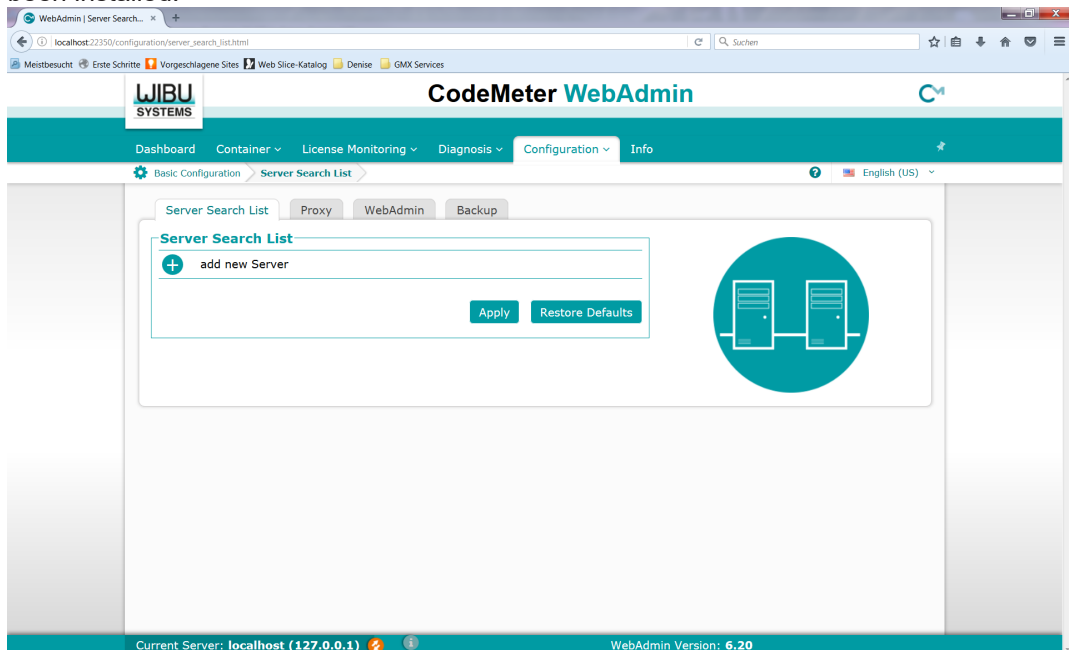 been installed.
WebAdmin | Server Search...
localhost:22350/configuration/server_search_list.html
Suchen
Meistbesucht Erste Schritte Vorgeschlagene Sites Web Slice-Katalog Denise GMX Services
WIBU
SYSTEMS
CodeMeter WebAdmin
CM
Dashboard Container License Monitoring Diagnosis Configuration Info
Basic Configuration Server Search List
English (US)
Server Search List Proxy WebAdmin Backup
Server Search List
add new Server
Apply Restore Defaults
Current Server: localhost (127.0.0.1) WebAdmin Version: 6.20